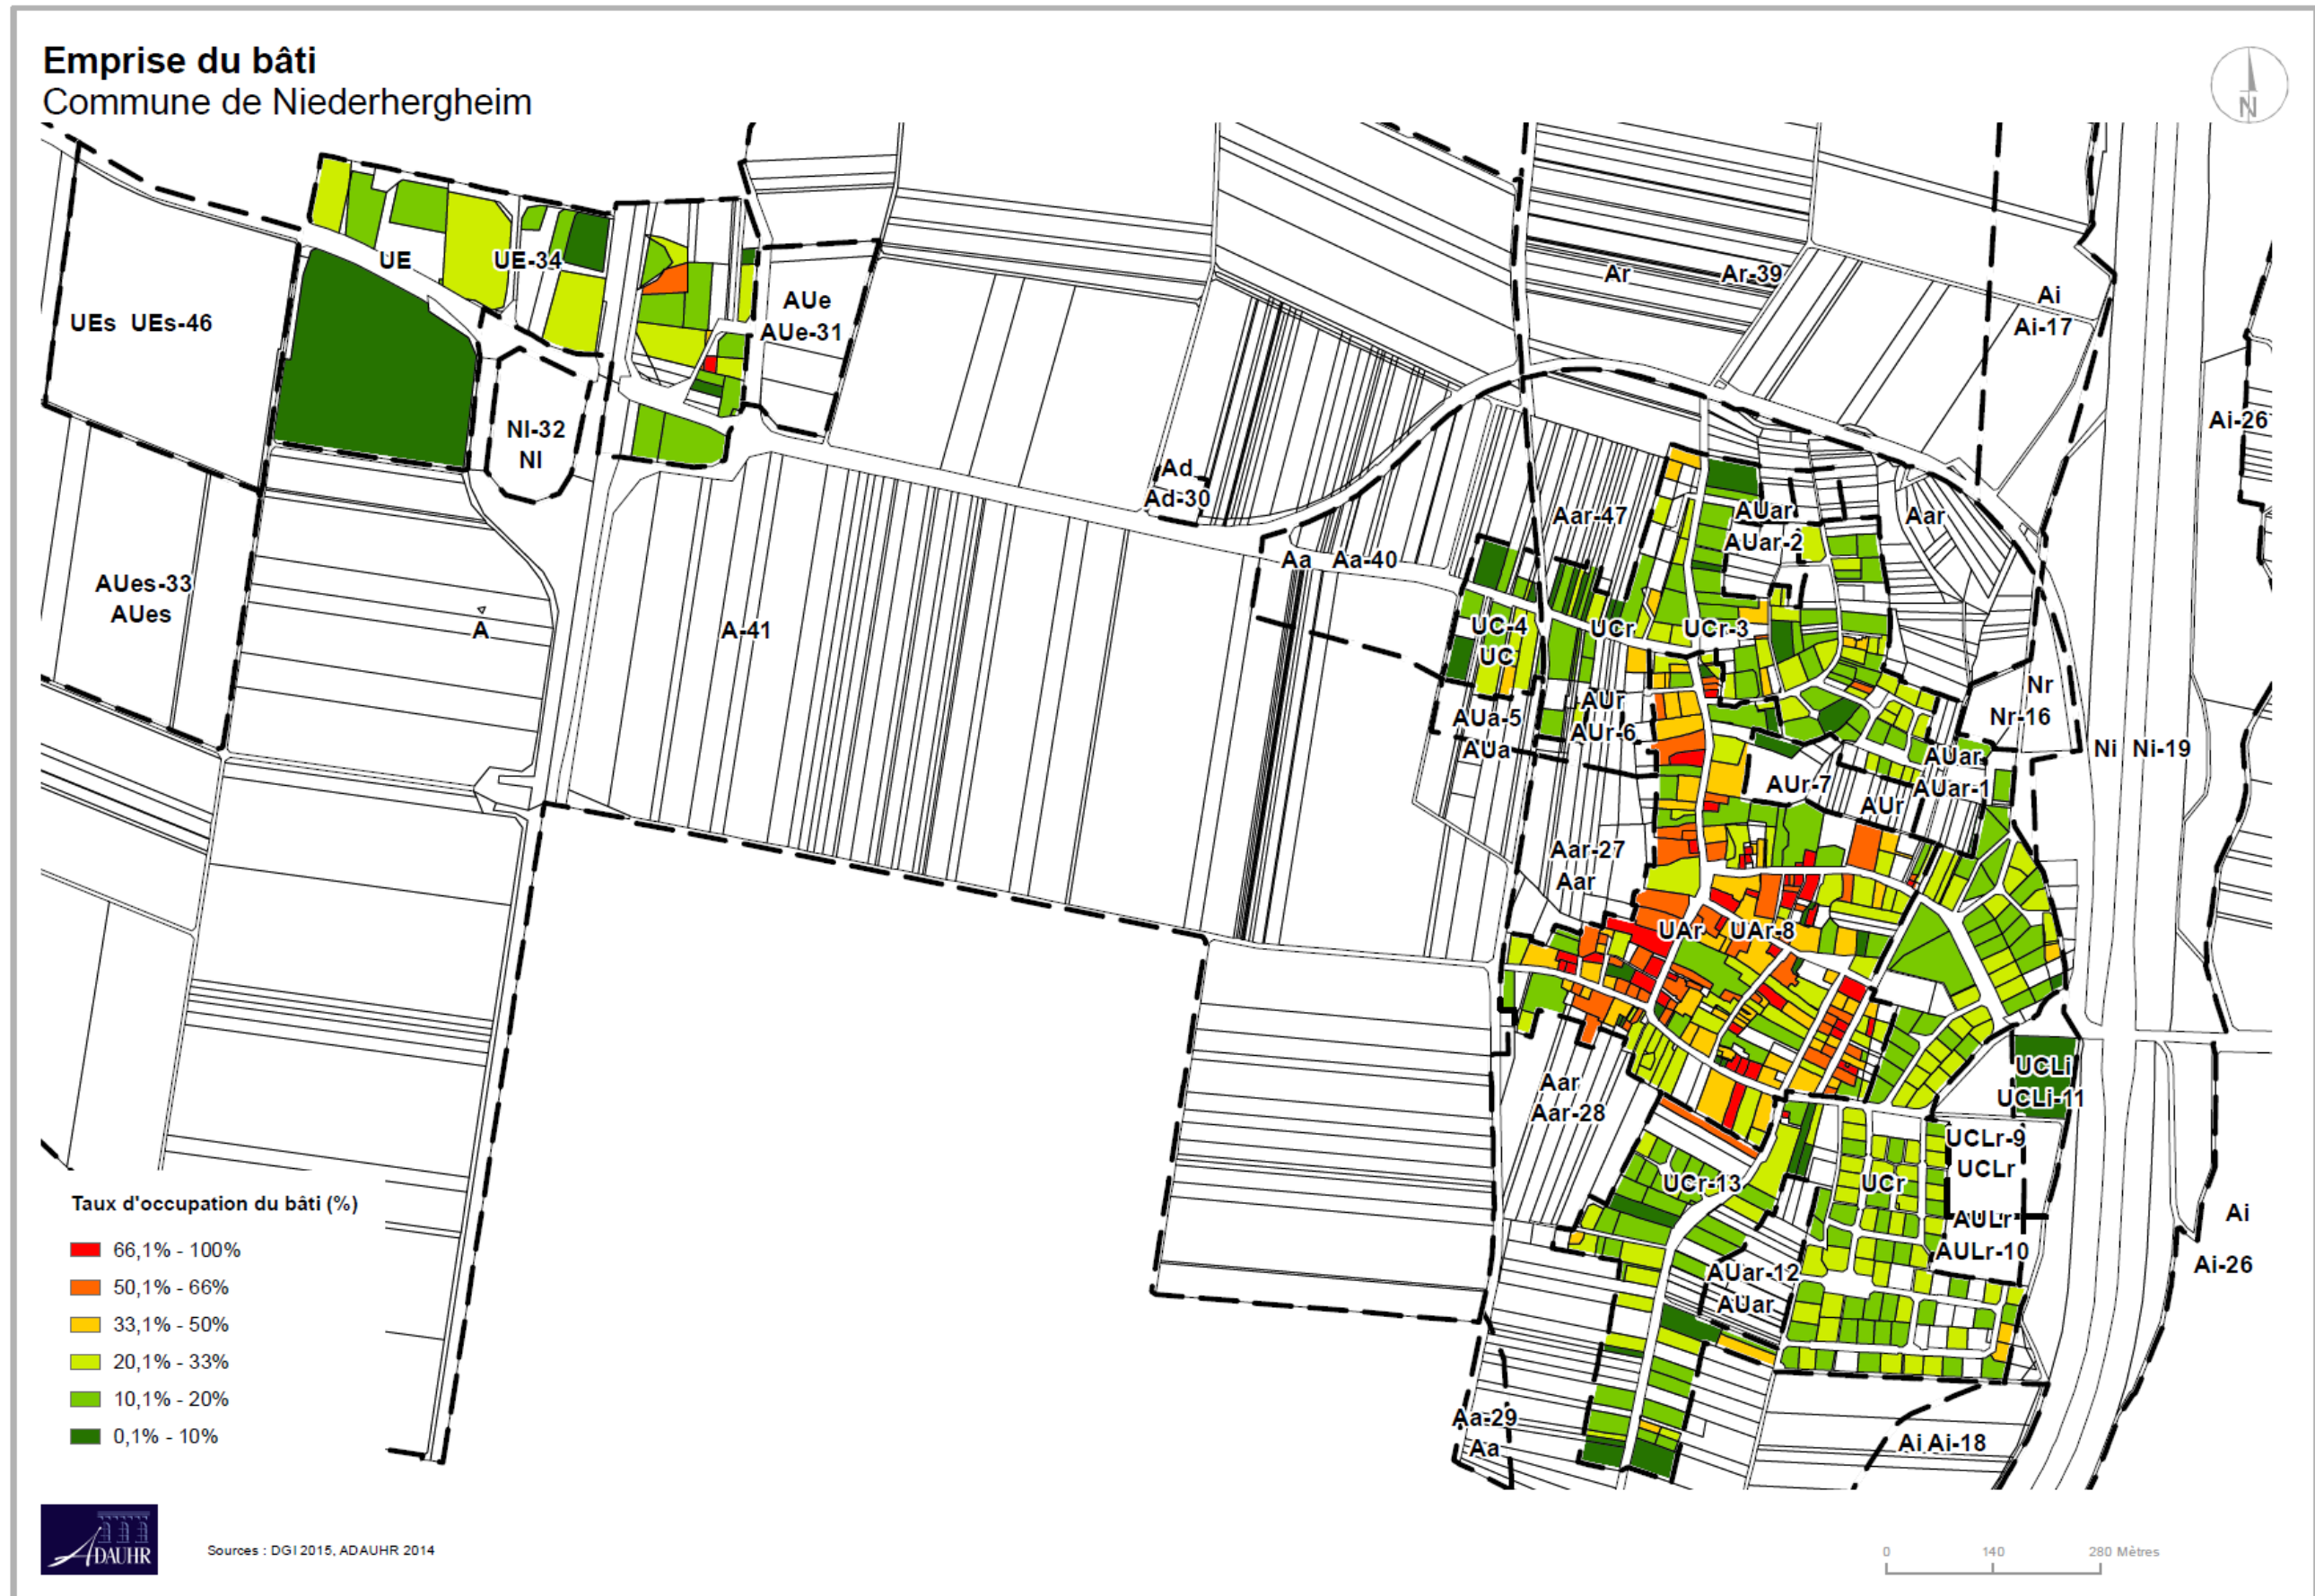 Emprise du bâti
Commune de Niederhergheim
N
UE
UE-34
UEs UEs-46
AUe
AUe-31
NI-32
NI
AUes-33
AUes
A
A-41
Ad
Ad-30
Aa Aa-40
Ar
Ar-39
Ai
Ai-17
Ai-26
Aar-47
AUar
AUar-2
Aar
UC-4
UC
UCr
UCr-3
AUa-5
AUa
AUr
AUr-6
Nr
Nr-16
Ni Ni-19
AUar
AUar-1
AUr-7
AUr
Aar-27
Aar
UAr
UAr-8
Aar
Aar-28
UCLi
UCLi-11
UCLr-9
UCLr
UCr-13
UCr
AULr
AULr-10
AUar-12
AUar
Ai
Ai-26
Aa-29
Aa
Ai Ai-18
Taux d'occupation du bâti (%)
66,1% - 100%
50,1% - 66%
33,1% - 50%
20,1% - 33%
10,1% - 20%
0,1% - 10%
ADAUHR
Sources : DGI 2015, ADAUHR 2014
0 140 280 Mètres